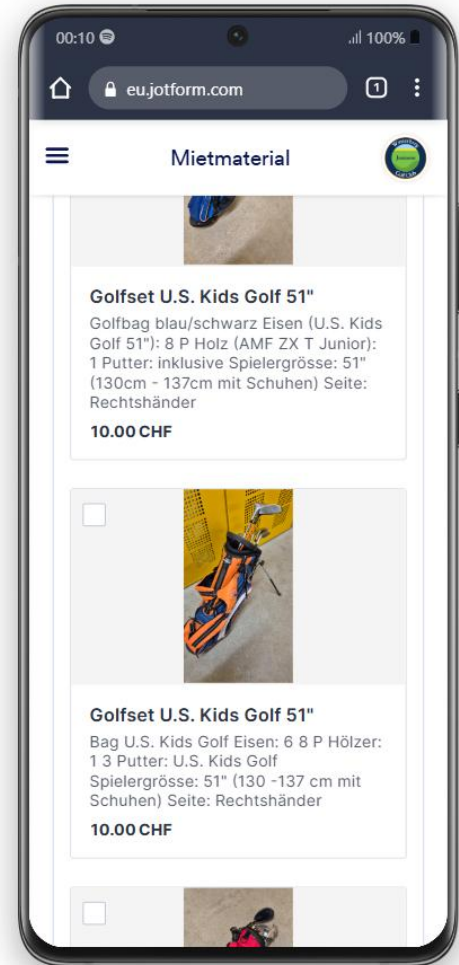 00:10
100%
eu.jotform.com
1
Mietmaterial
Golfset U.S. Kids Golf 51"
Golfbag blau/schwarz Eisen (U.S. Kids
Golf 51"): 8 P Holz (AMF ZX T Junior):
1 Putter: inklusive Spielergrösse: 51"
(130cm - 137cm mit Schuhen) Seite:
Rechtshänder
10.00 CHF
Golfset U.S. Kids Golf 51"
Bag U.S. Kids Golf Eisen: 6 8 P Hölzer:
1 3 Putter: U.S. Kids Golf
Spielergrösse: 51" (130 -137 cm mit
Schuhen) Seite: Rechtshänder
10.00 CHF